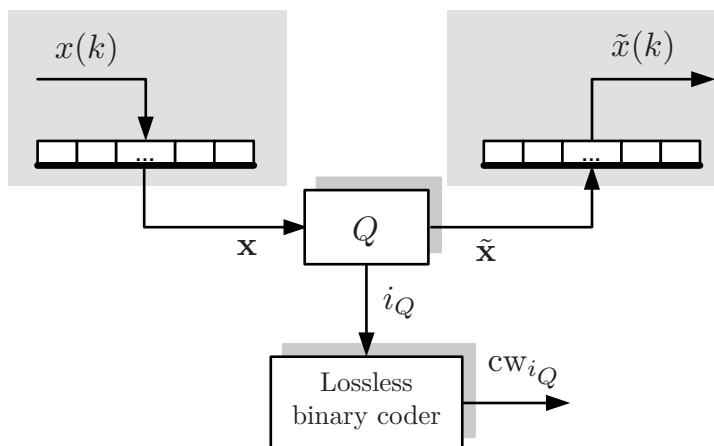 x(k)
x̃(k)
...
...
Q
𝐱
𝐱̃
i_Q
Lossless
binary coder
cw_{i_Q}